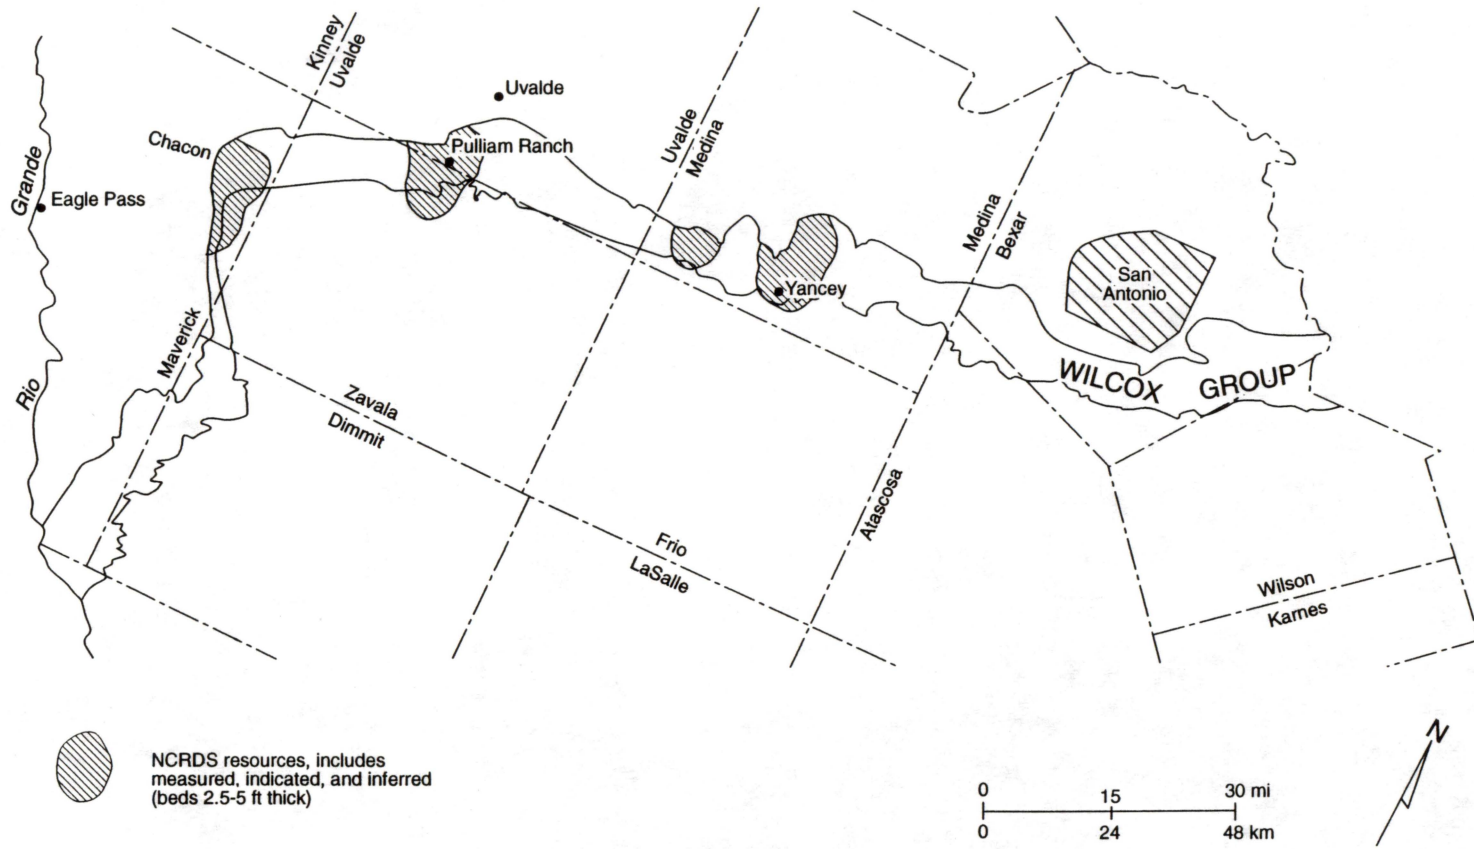 Kinney
Uvalde
Uvalde
Chacon
Pulliam Ranch
Uvalde
Medina
Grande
Eagle Pass
Medina
Bexar
San
Antonio
Yancey
Maverick
Rio
WILCOX GROUP
Zavala
Dimmit
Atascosa
Frio
LaSalle
Wilson
Karnes
N
NCRDS resources, includes
measured, indicated, and inferred
(beds 2.5-5 ft thick)
0 15 30 mi
0 24 48 km